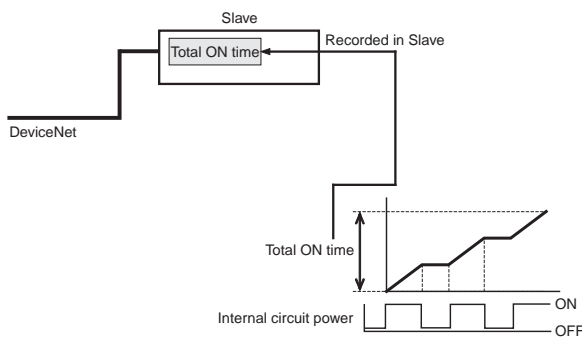 Slave
Total ON time
Recorded in Slave
DeviceNet
Total ON time
Internal circuit power
ON
OFF